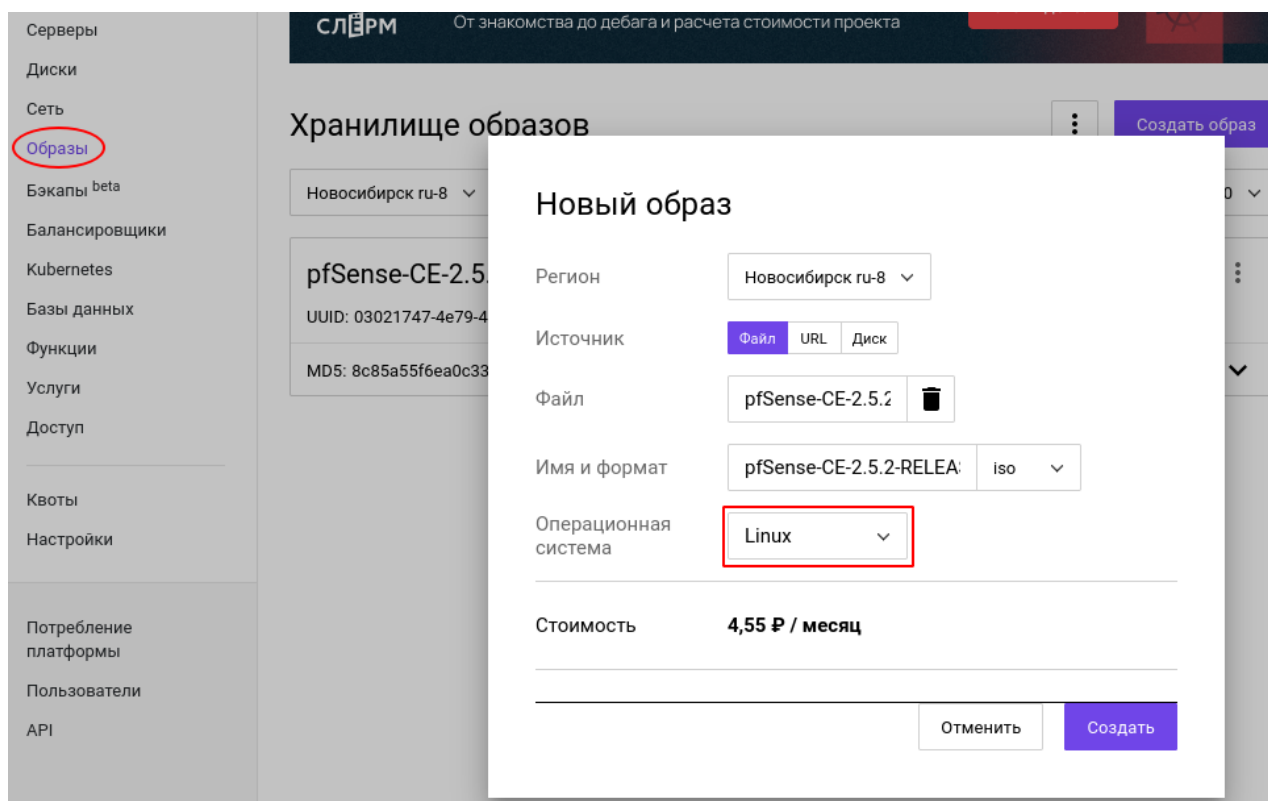 Серверы
Диски
Сеть
Образы
Бэкапы beta
Балансировщики
Kubernetes
Базы данных
Функции
Услуги
Доступ
Квоты
Настройки
Потребление
платформы
Пользователи
API
СЛЁРМ
От знакомства до дебага и расчета стоимости проекта
Хранилище образов
Создать образ
Новосибирск ru-8
0
pfSense-CE-2.5.
UUID: 03021747-4e79-4
MD5: 8c85a55f6ea0c33
Новый образ
Регион
Новосибирск ru-8
Источник
Файл URL Диск
Файл
pfSense-CE-2.5.2
Имя и формат
pfSense-CE-2.5.2-RELEA
iso
Операционная
система
Linux
Стоимость
4,55 ₽ / месяц
Отменить
Создать